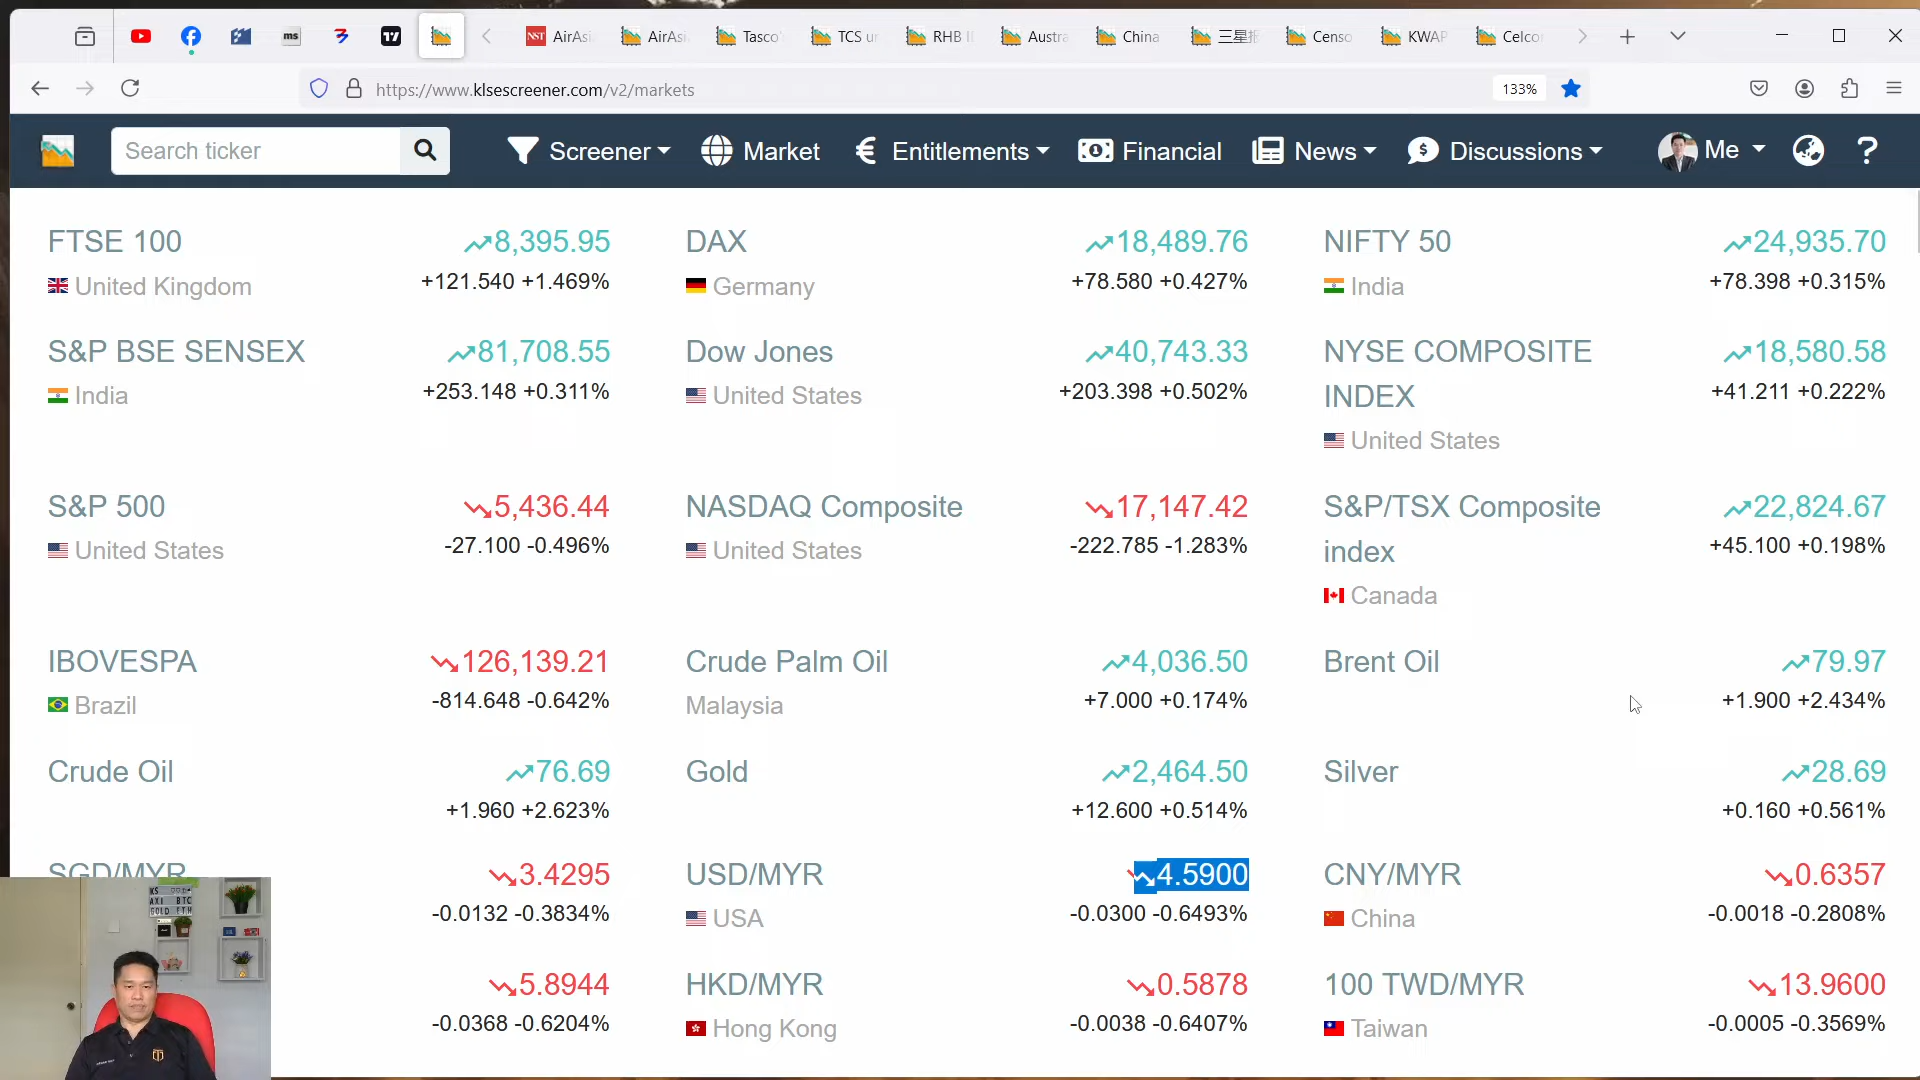 ms
NST AirAsi
AirAsi
Tasco
TCS u
RHB I
Austra
China
三星报
Censo
KWAP
Celco
https://www.klsescreener.com/v2/markets
133%
Search ticker
Screener
Market
Entitlements
Financial
News
Discussions
Me
?
FTSE 100 8,395.95
United Kingdom +121.540 +1.469%
DAX 18,489.76
Germany +78.580 +0.427%
NIFTY 50 24,935.70
India +78.398 +0.315%
S&P BSE SENSEX 81,708.55
India +253.148 +0.311%
Dow Jones 40,743.33
United States +203.398 +0.502%
NYSE COMPOSITE 18,580.58
INDEX +41.211 +0.222%
United States
S&P 500 5,436.44
United States -27.100 -0.496%
NASDAQ Composite 17,147.42
United States -222.785 -1.283%
S&P/TSX Composite 22,824.67
index +45.100 +0.198%
Canada
IBOVESPA 126,139.21
Brazil -814.648 -0.642%
Crude Palm Oil 4,036.50
Malaysia +7.000 +0.174%
Brent Oil 79.97
+1.900 +2.434%
Crude Oil 76.69
+1.960 +2.623%
Gold 2,464.50
+12.600 +0.514%
Silver 28.69
+0.160 +0.561%
SGD/MYR 3.4295
-0.0132 -0.3834%
USD/MYR 4.5900
USA -0.0300 -0.6493%
CNY/MYR 0.6357
China -0.0018 -0.2808%
5.8944
-0.0368 -0.6204%
HKD/MYR 0.5878
Hong Kong -0.0038 -0.6407%
100 TWD/MYR 13.9600
Taiwan -0.0005 -0.3569%
AXI BTC
GOLD ETH